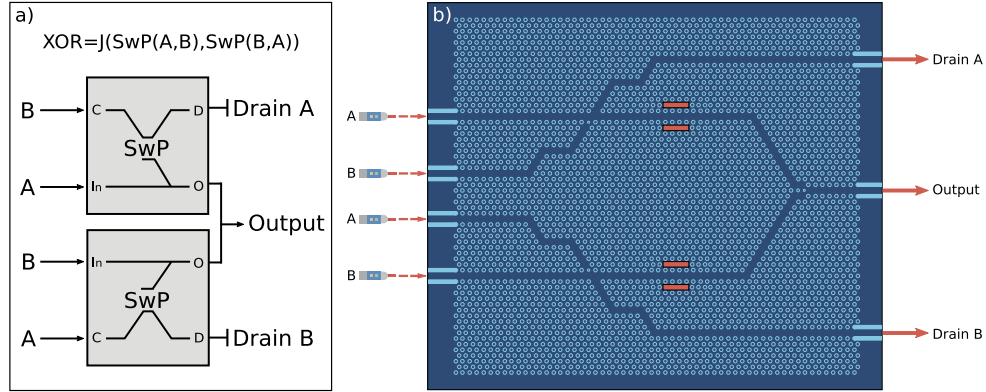 a)
XOR=J(SwP(A,B),SwP(B,A))
B
C
D
Drain A
SwP
A
In
O
Output
B
In
O
SwP
A
C
D
Drain B
b)
Drain A
A
B
Output
A
B
Drain B